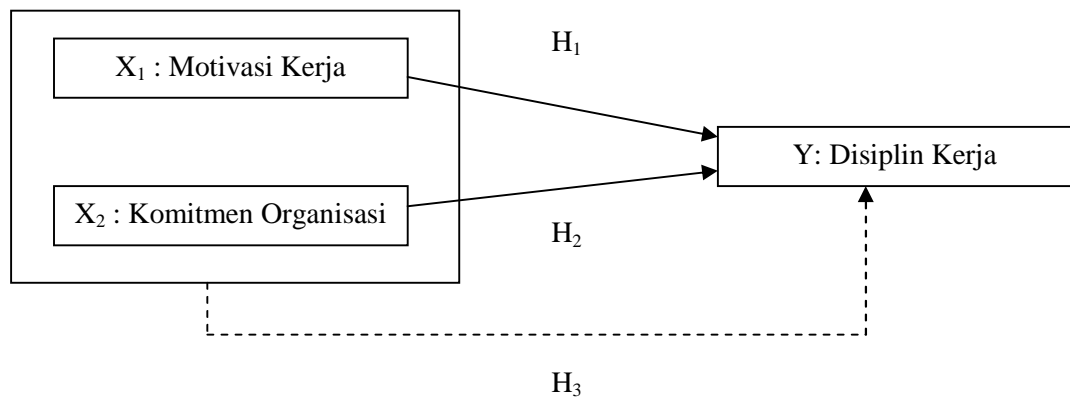 H₁
X₁ : Motivasi Kerja
Y: Disiplin Kerja
X₂ : Komitmen Organisasi
H₂
H₃